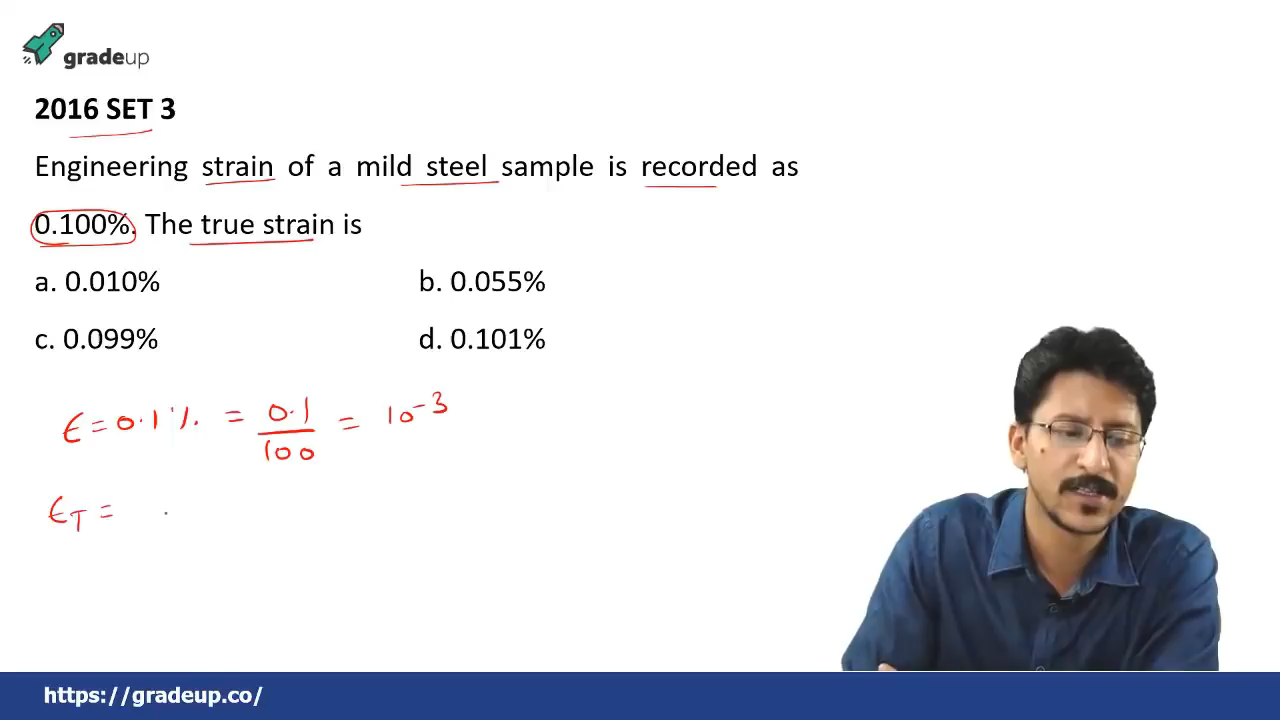 gradeup
2016 SET 3
Engineering strain of a mild steel sample is recorded as
0.100%. The true strain is
a. 0.010% b. 0.055%
c. 0.099% d. 0.101%
ϵ = 0.1 % = 0.1/100 = 10⁻³
ϵ_T =
https://gradeup.co/